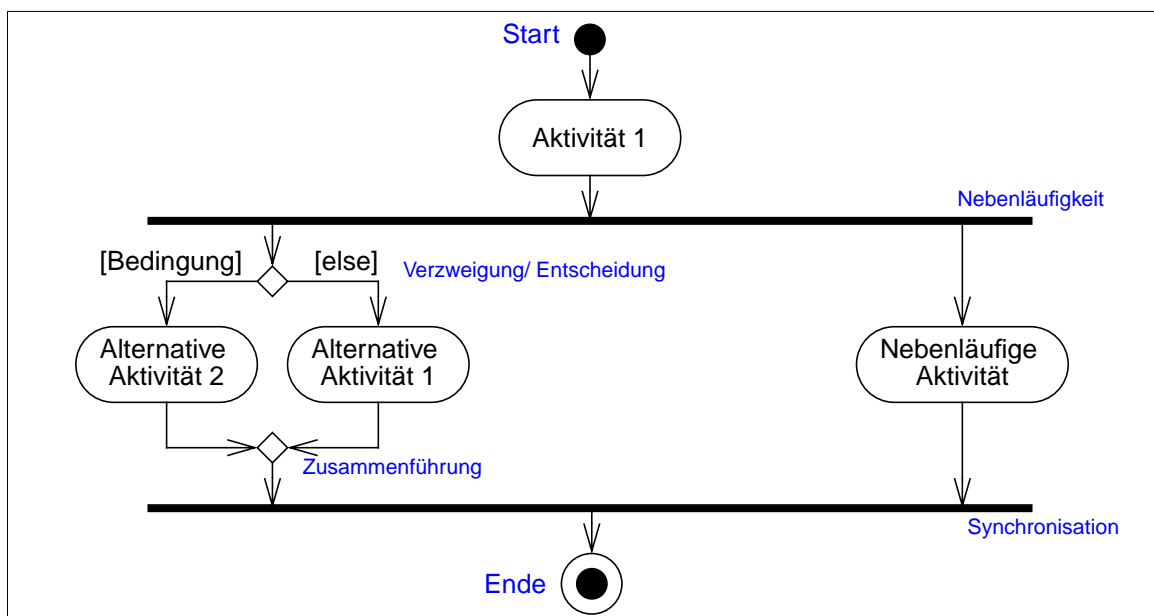 Start
Aktivität 1
Nebenläufigkeit
[Bedingung]
[else]
Verzweigung/ Entscheidung
Alternative
Aktivität 2
Alternative
Aktivität 1
Nebenläufige
Aktivität
Zusammenführung
Synchronisation
Ende